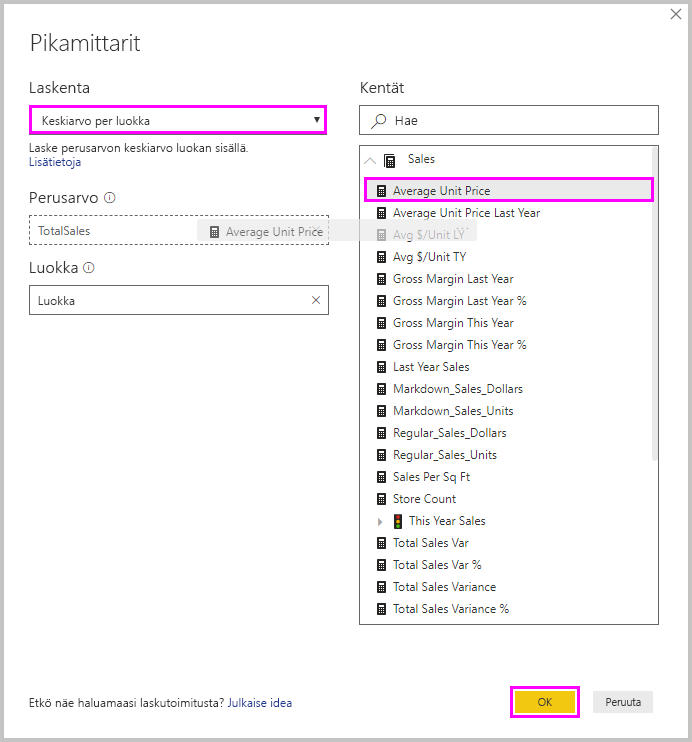 Pikamittarit
Laskenta
Keskiarvo per luokka
Laske perusarvon keskiarvo luokan sisällä.
Lisätietoja
Perusarvo
TotalSales
Average Unit Price
Luokka
Luokka
Kentät
Hae
Sales
Average Unit Price
Average Unit Price Last Year
Avg $/Unit LY
Avg $/Unit TY
Gross Margin Last Year
Gross Margin Last Year %
Gross Margin This Year
Gross Margin This Year %
Last Year Sales
Markdown_Sales_Dollars
Markdown_Sales_Units
Regular_Sales_Dollars
Regular_Sales_Units
Sales Per Sq Ft
Store Count
This Year Sales
Total Sales Var
Total Sales Var %
Total Sales Variance
Total Sales Variance %
Etkö näe haluamaasi laskutoimitusta? Julkaise idea
OK
Peruuta